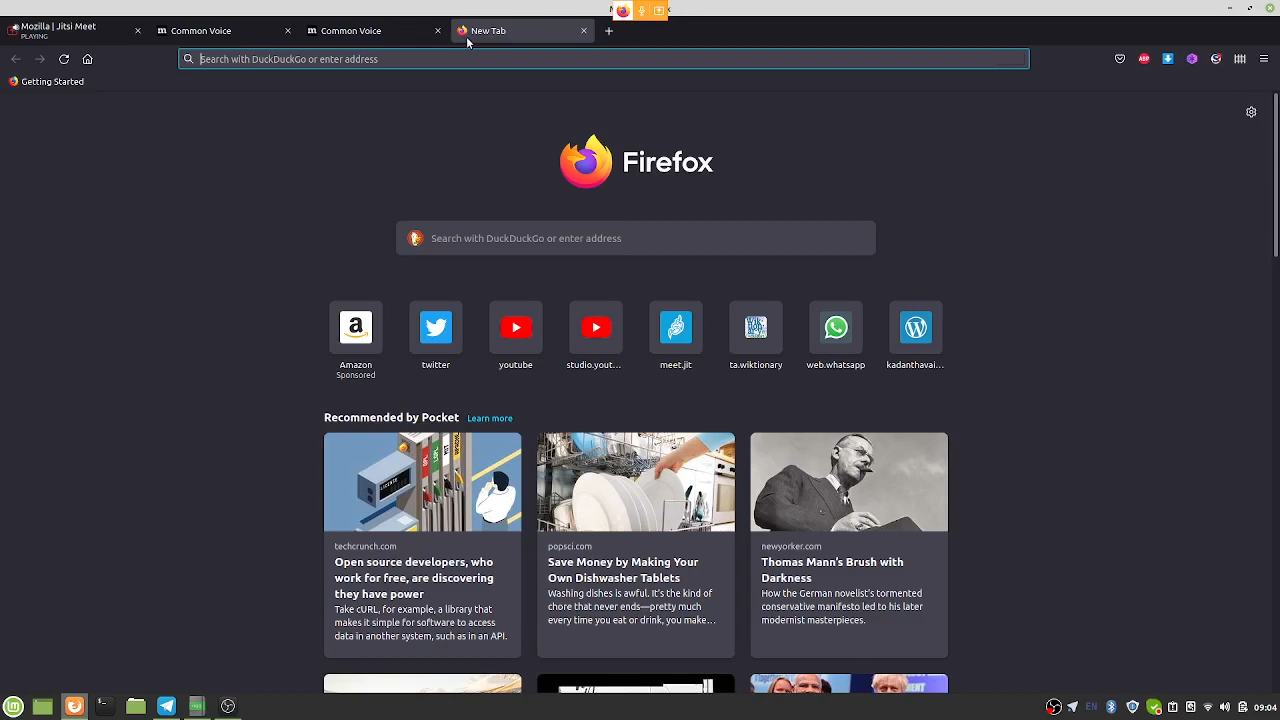 Mozilla | Jitsi Meet
PLAYING
Common Voice
Common Voice
New Tab
Search with DuckDuckGo or enter address
Getting Started
Firefox
Search with DuckDuckGo or enter address
Amazon
Sponsored
twitter
youtube
studio.yout...
meet.jit
ta.wiktionary
web.whatsapp
kadanthavai...
Recommended by Pocket Learn more
techcrunch.com
Open source developers, who
work for free, are discovering
they have power
Take cURL, for example, a library that
makes it simple for software to access
data in another system, such as in an API.
popsci.com
Save Money by Making Your
Own Dishwasher Tablets
Washing dishes is awful. It's the kind of
chore that never ends—pretty much
every time you eat or drink, you make...
newyorker.com
Thomas Mann's Brush with
Darkness
How the German novelist's tormented
conservative manifesto led to his later
modernist masterpieces.
EN
09:04